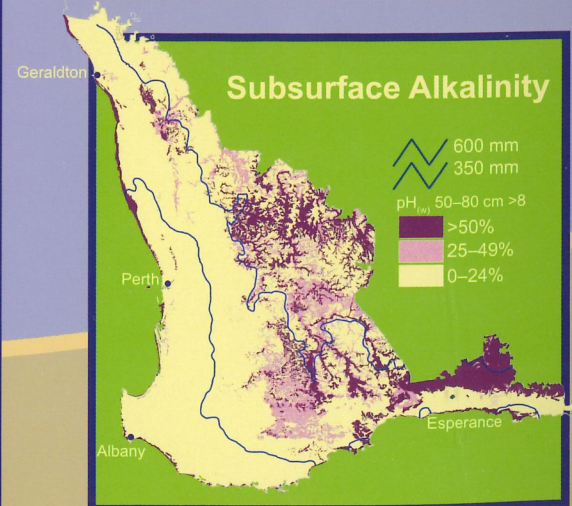 Subsurface Alkalinity
Geraldton
600 mm
350 mm
pH(w) 50–80 cm >8
>50%
25–49%
0–24%
Perth
Esperance
Albany